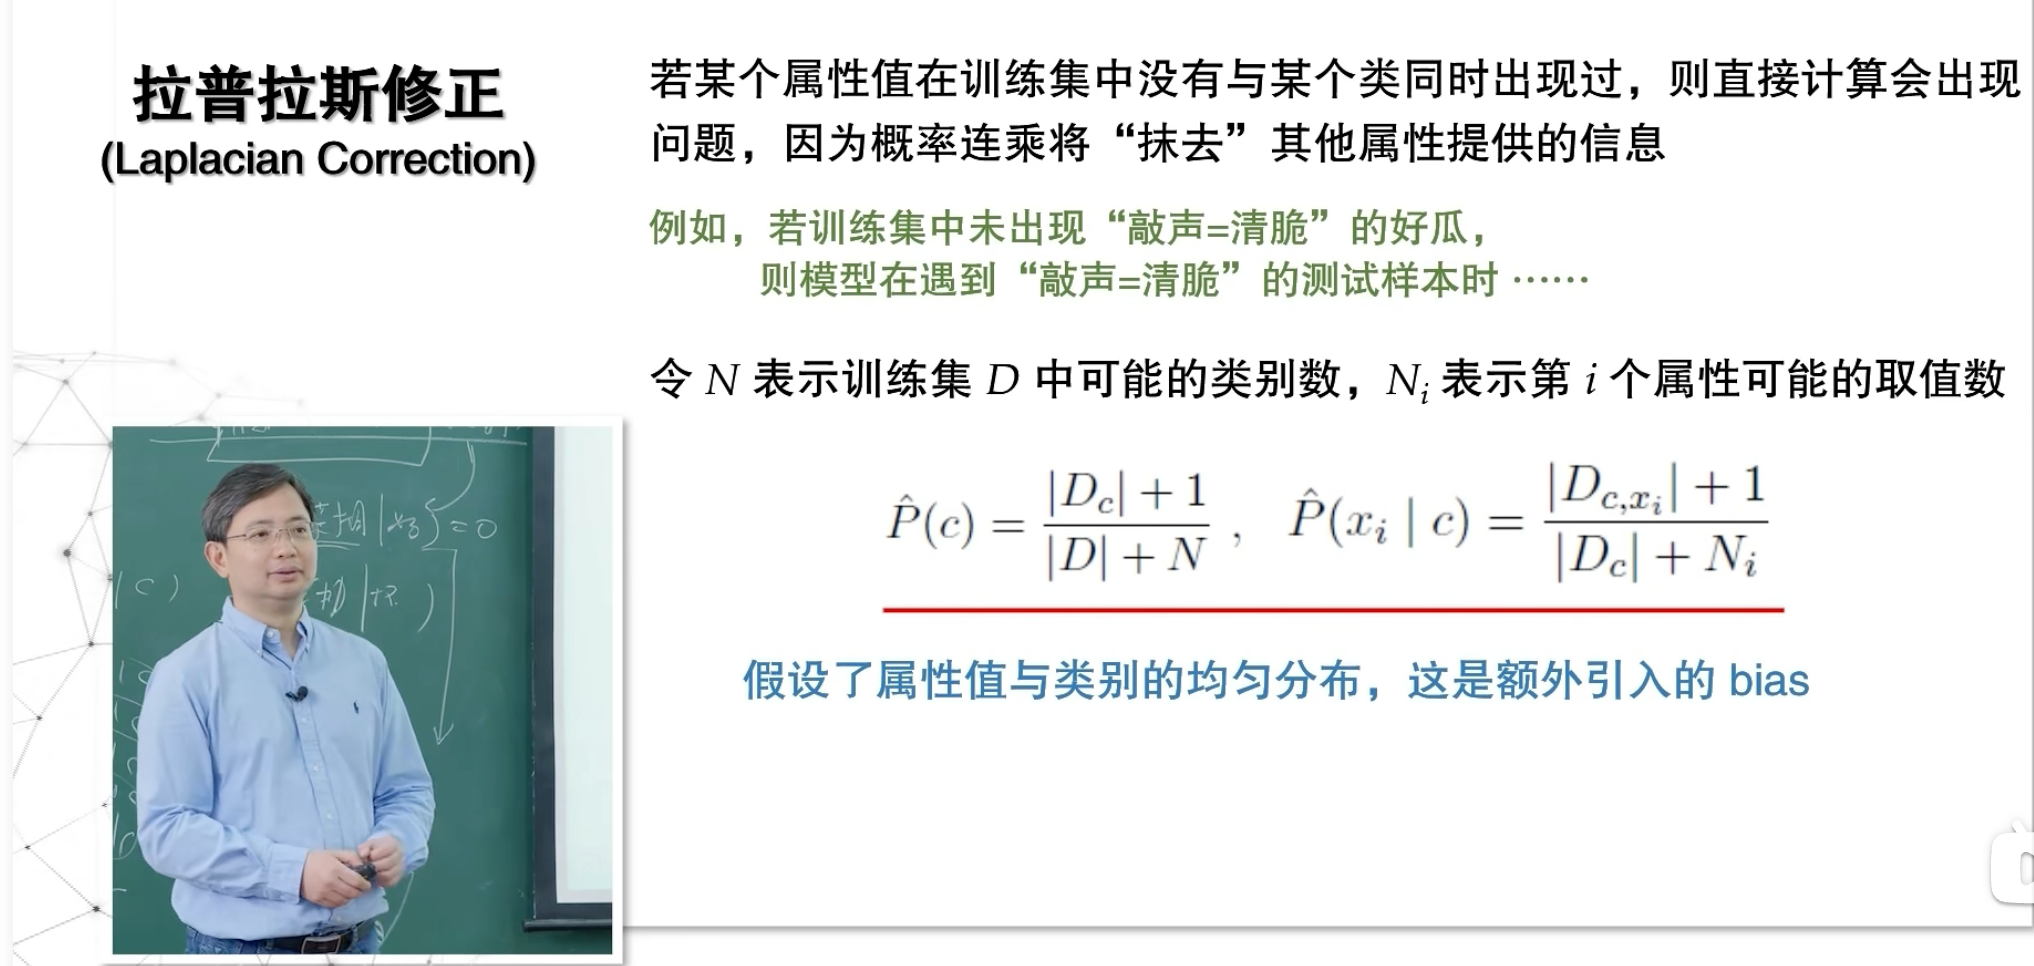 拉普拉斯修正
(Laplacian Correction)
若某个属性值在训练集中没有与某个类同时出现过，则直接计算会出现
问题，因为概率连乘将“抹去”其他属性提供的信息
例如，若训练集中未出现“敲声=清脆”的好瓜，
则模型在遇到“敲声=清脆”的测试样本时 ······
令 N 表示训练集 D 中可能的类别数，Nᵢ 表示第 i 个属性可能的取值数
P̂(c) = (|D_c| + 1) / (|D| + N) , P̂(x_i | c) = (|D_{c,x_i}| + 1) / (|D_c| + N_i)
假设了属性值与类别的均匀分布，这是额外引入的 bias
= 0
c )